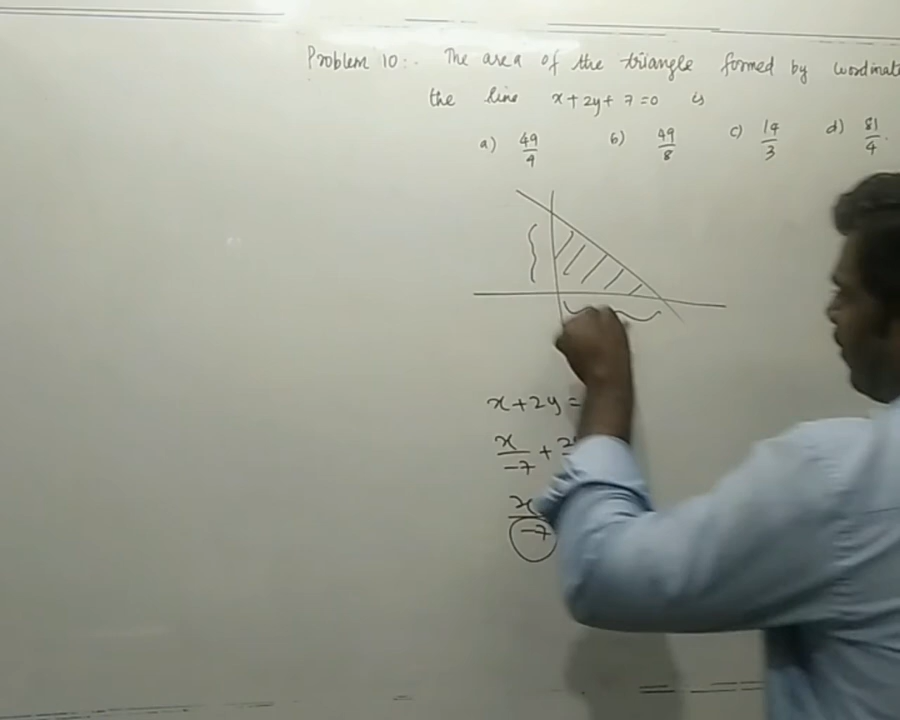 Problem 10:. The area of the triangle formed by
the line x + 2y + 7 = 0 is
a) 49/4 b) 49/8 c) 14/3 d) 81/4.
x + 2y =
x/-7 +
x/-7